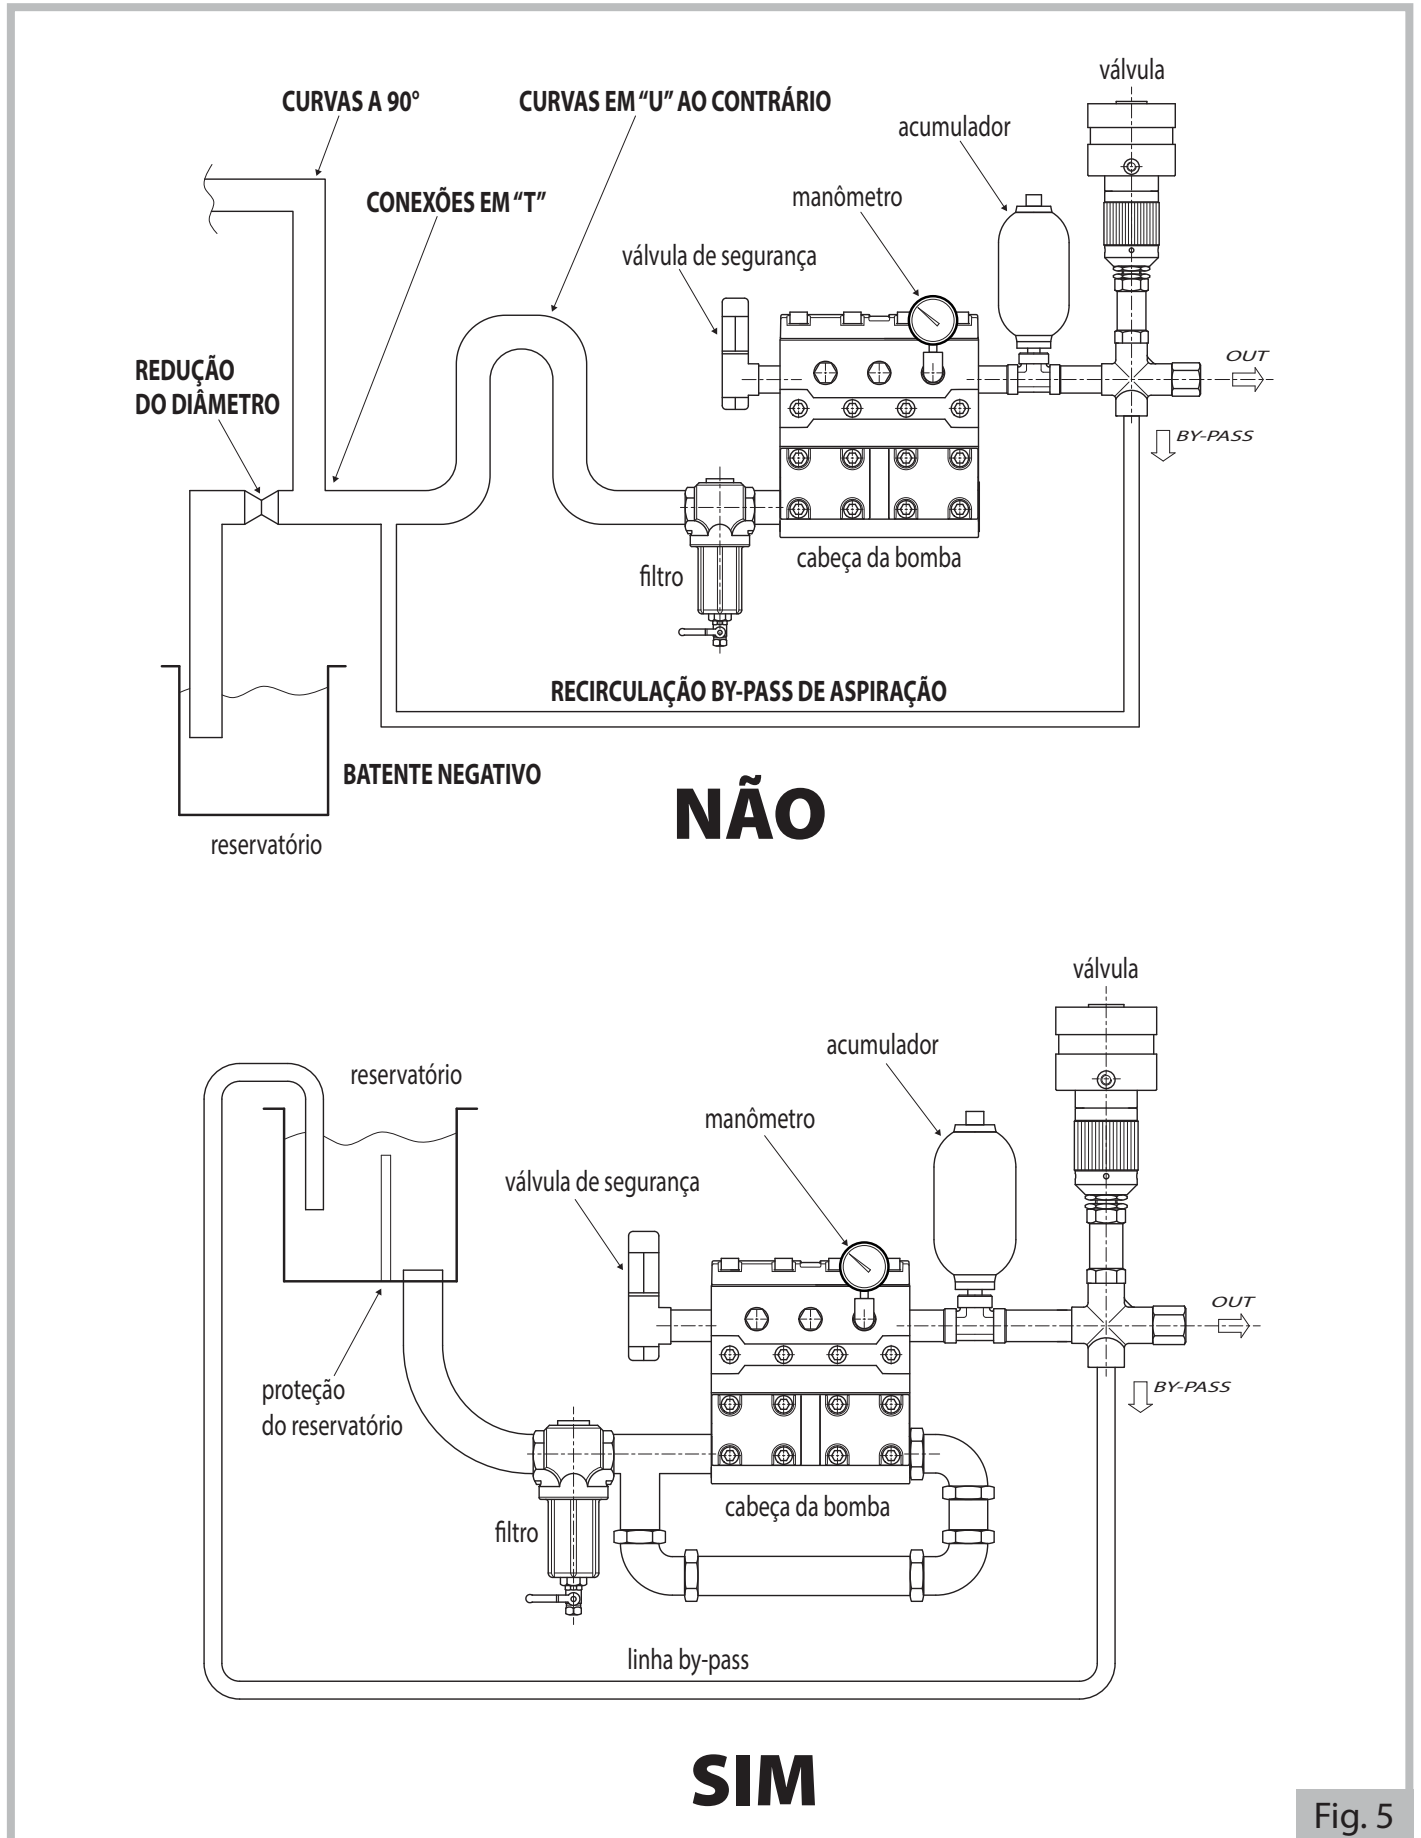 válvula
CURVAS A 90°
CURVAS EM “U” AO CONTRÁRIO
acumulador
manômetro
CONEXÕES EM “T”
válvula de segurança
REDUÇÃO
DO DIÂMETRO
OUT
BY-PASS
cabeça da bomba
filtro
RECIRCULAÇÃO BY-PASS DE ASPIRAÇÃO
BATENTE NEGATIVO
NÃO
reservatório
válvula
acumulador
reservatório
manômetro
válvula de segurança
OUT
BY-PASS
proteção
do reservatório
cabeça da bomba
filtro
linha by-pass
SIM
Fig. 5